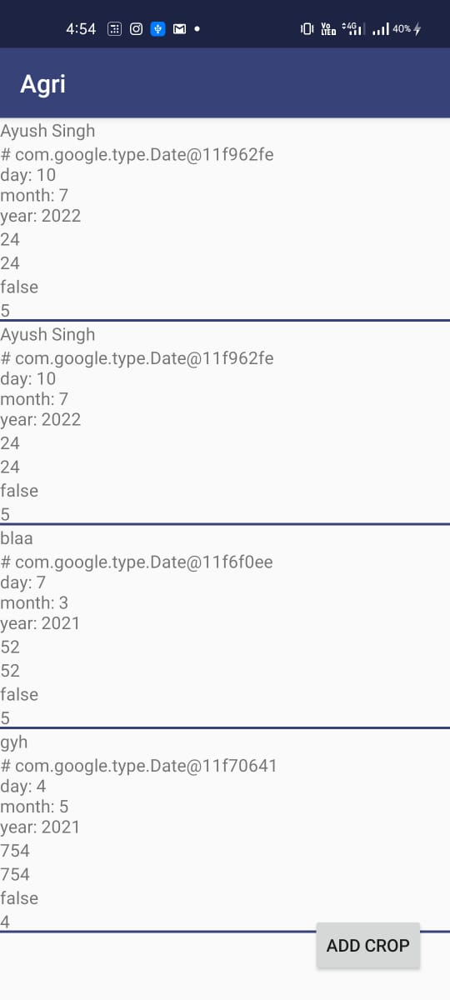 4:54
Vo LTED 4G 40%
Agri
Ayush Singh
# com.google.type.Date@11f962fe
day: 10
month: 7
year: 2022
24
24
false
5
Ayush Singh
# com.google.type.Date@11f962fe
day: 10
month: 7
year: 2022
24
24
false
5
blaa
# com.google.type.Date@11f6f0ee
day: 7
month: 3
year: 2021
52
52
false
5
gyh
# com.google.type.Date@11f70641
day: 4
month: 5
year: 2021
754
754
false
4
ADD CROP